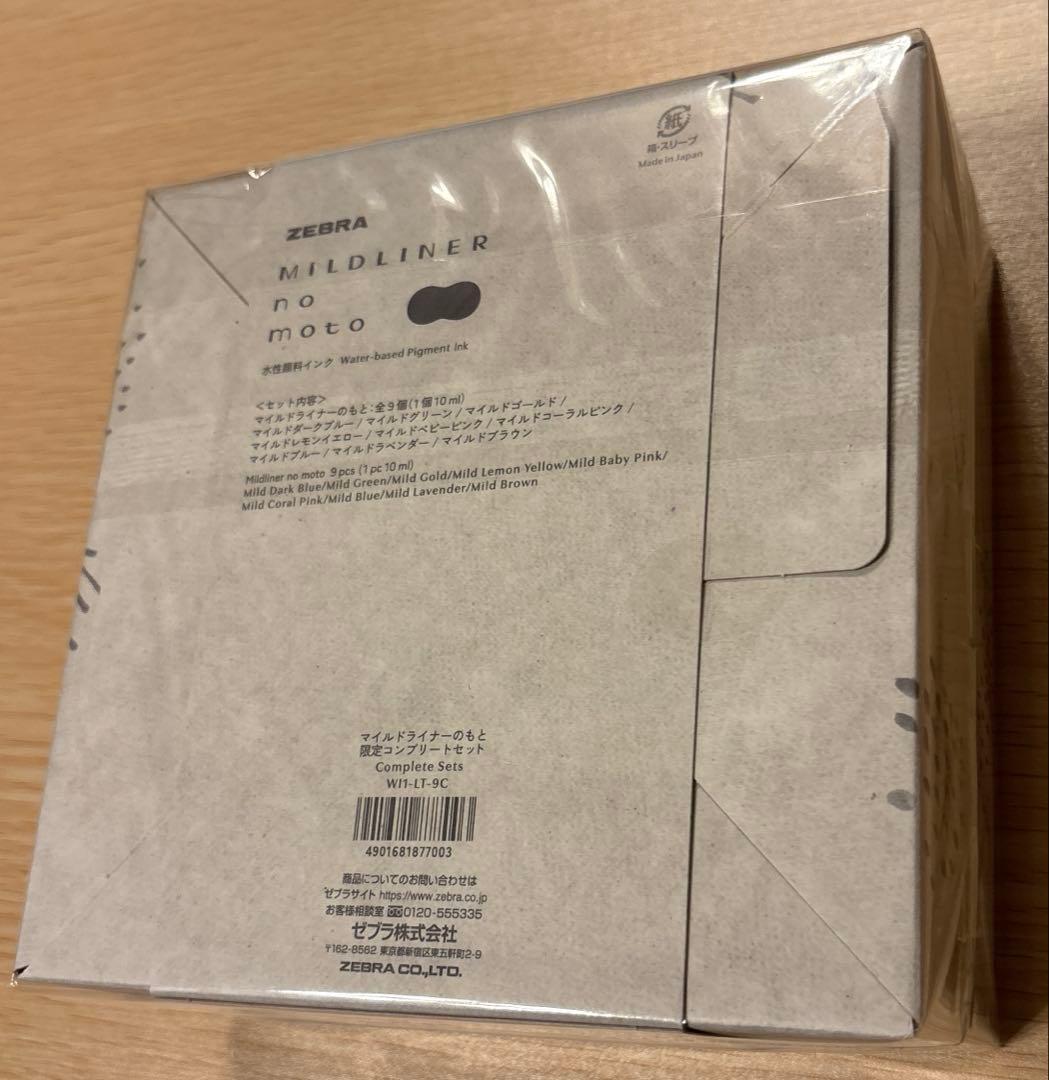 紙
箱・スリーブ
Made in Japan
ZEBRA
MILDLINER
no
moto
水性顔料インク Water-based Pigment Ink
＜セット内容＞
マイルドライナーのもと：全9個（1個10ml）
マイルドダークブルー / マイルドグリーン / マイルドゴールド /
マイルドレモンイエロー / マイルドベビーピンク / マイルドコーラルピンク /
マイルドブルー / マイルドラベンダー / マイルドブラウン
Mildliner no moto 9 pcs (1 pc 10 ml)
Mild Dark Blue/Mild Green/Mild Gold/Mild Lemon Yellow/Mild Baby Pink/
Mild Coral Pink/Mild Blue/Mild Lavender/Mild Brown
マイルドライナーのもと
限定コンプリートセット
Complete Sets
WI1-LT-9C
4901681877003
商品についてのお問い合わせは
ゼブラサイト https://www.zebra.co.jp
お客様相談室 0120-555335
ゼブラ株式会社
〒162-8562 東京都新宿区東五軒町2-9
ZEBRA CO.,LTD.